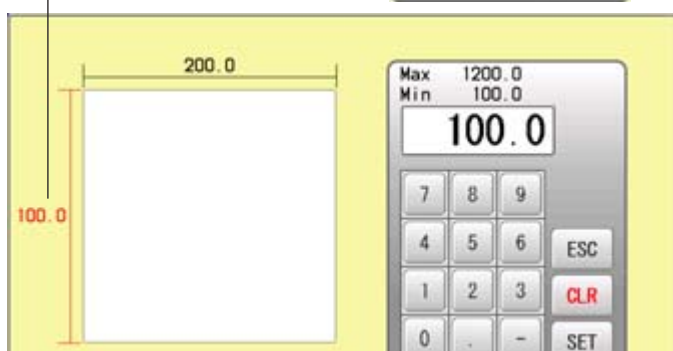 200.0
100.0
Max 1200.0
Min 100.0
100.0
7 8 9
4 5 6 ESC
1 2 3 CLR
0 . - SET